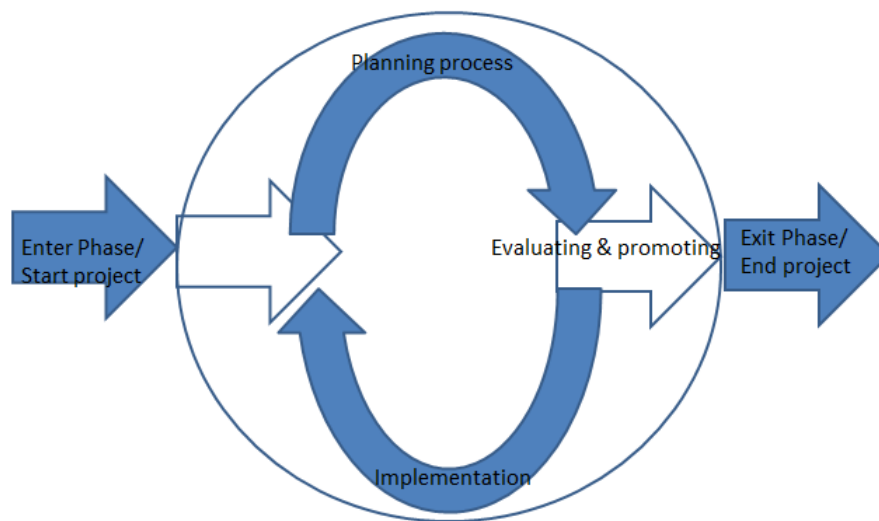 Planning process
Enter Phase/
Start project
Evaluating & promoting
Exit Phase/
End project
Implementation